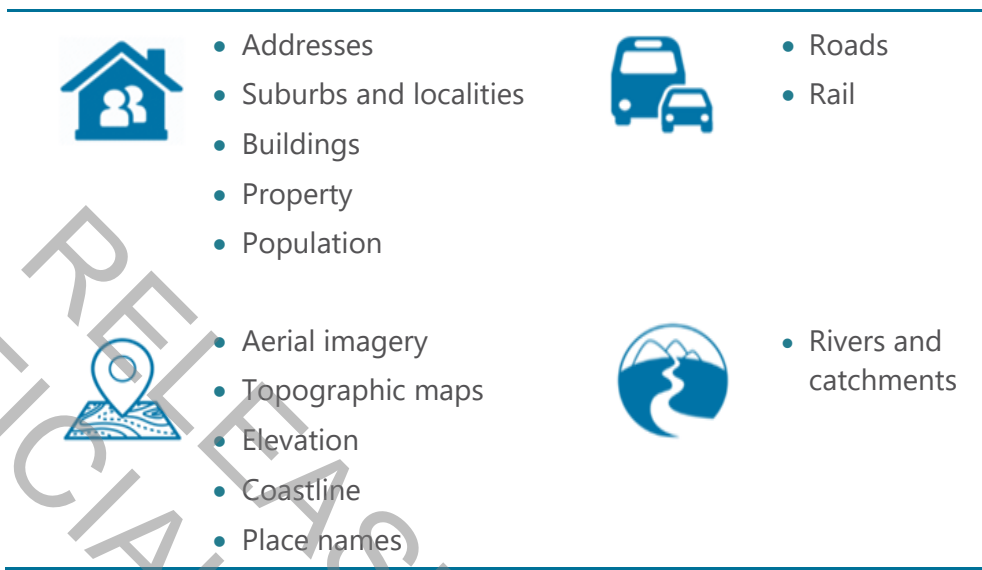 Addresses
Suburbs and localities
Buildings
Property
Population
Roads
Rail
Aerial imagery
Topographic maps
Elevation
Coastline
Place names
Rivers and
catchments